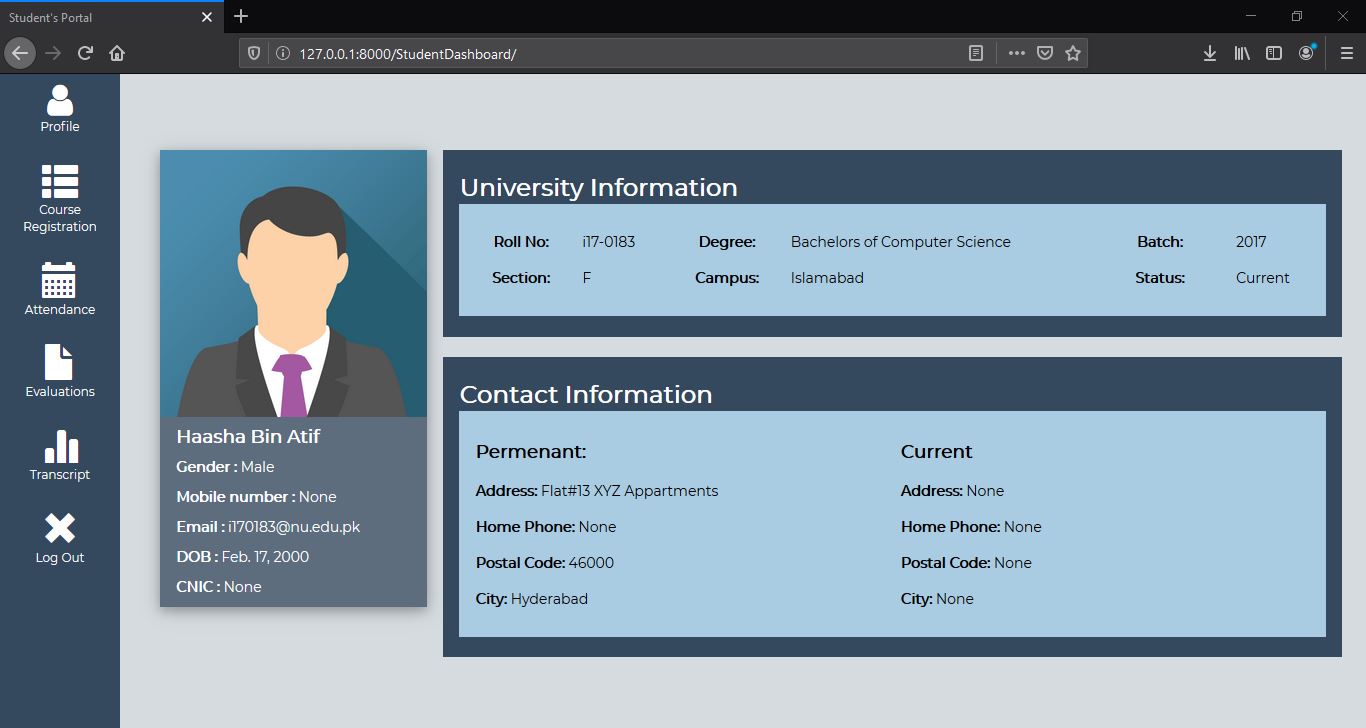 Student's Portal
127.0.0.1:8000/StudentDashboard/
Profile
Course
Registration
Attendance
Evaluations
Transcript
Log Out
Haasha Bin Atif
Gender : Male
Mobile number : None
Email : i170183@nu.edu.pk
DOB : Feb. 17, 2000
CNIC : None
University Information
Roll No: i17-0183 Degree: Bachelors of Computer Science Batch: 2017
Section: F Campus: Islamabad Status: Current
Contact Information
Permenant: Current
Address: Flat#13 XYZ Appartments Address: None
Home Phone: None Home Phone: None
Postal Code: 46000 Postal Code: None
City: Hyderabad City: None